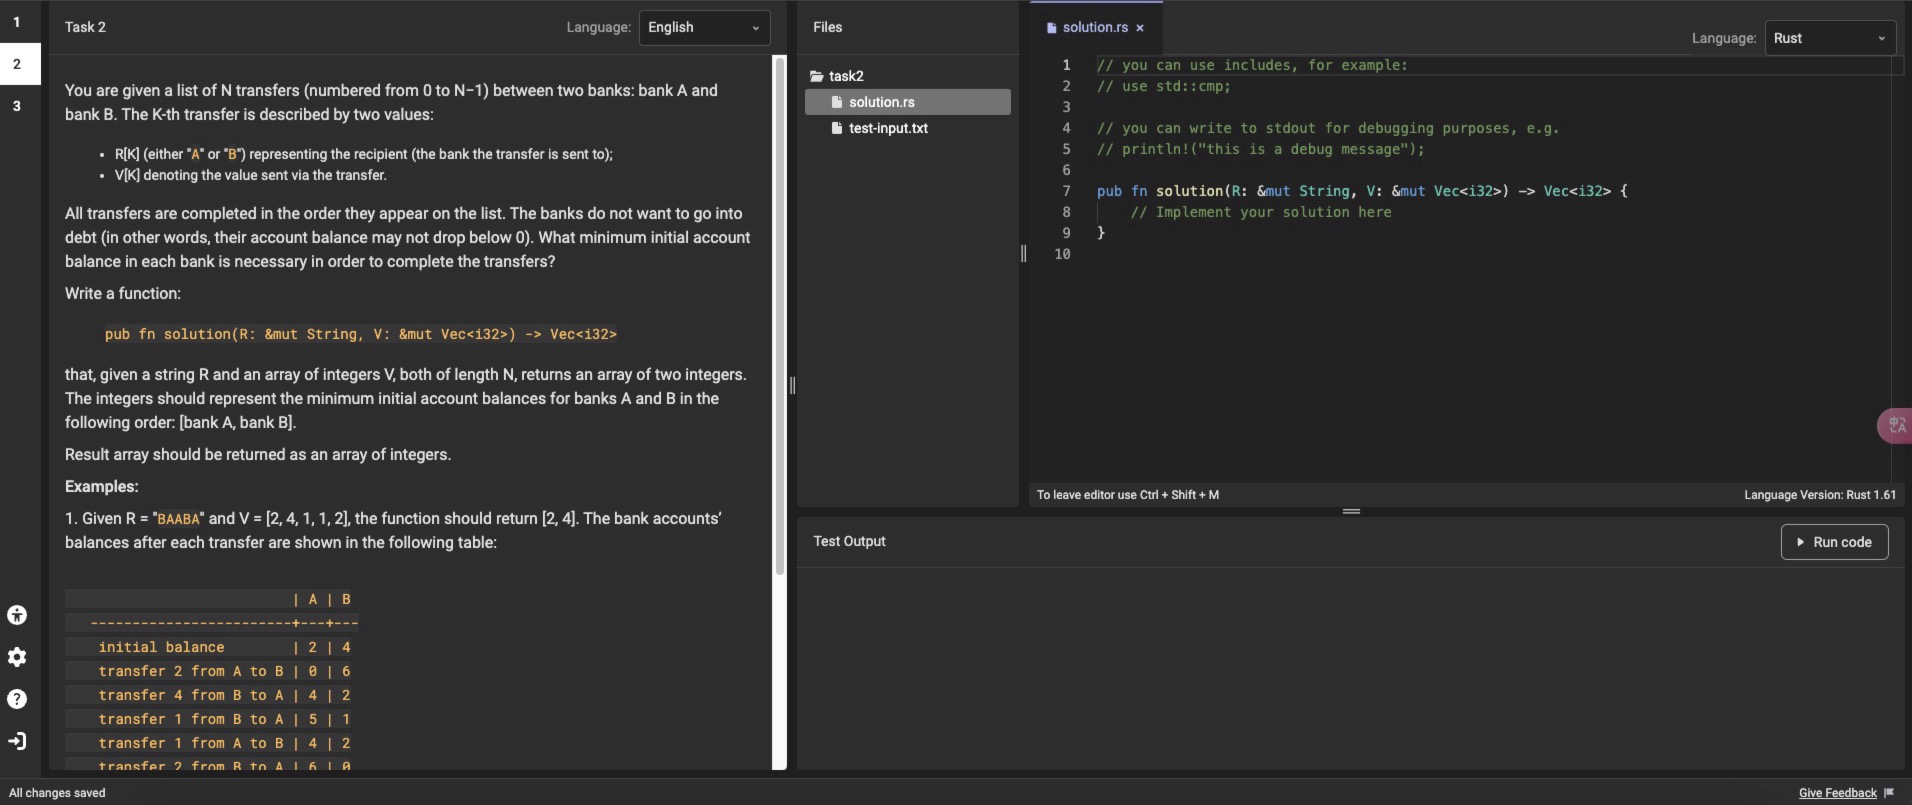 1
2
3
Task 2
Language: English
You are given a list of N transfers (numbered from 0 to N−1) between two banks: bank A and
bank B. The K-th transfer is described by two values:
• R[K] (either "A" or "B") representing the recipient (the bank the transfer is sent to);
• V[K] denoting the value sent via the transfer.
All transfers are completed in the order they appear on the list. The banks do not want to go into
debt (in other words, their account balance may not drop below 0). What minimum initial account
balance in each bank is necessary in order to complete the transfers?
Write a function:
pub fn solution(R: &mut String, V: &mut Vec<i32>) -> Vec<i32>
that, given a string R and an array of integers V, both of length N, returns an array of two integers.
The integers should represent the minimum initial account balances for banks A and B in the
following order: [bank A, bank B].
Result array should be returned as an array of integers.
Examples:
1. Given R = "BAABA" and V = [2, 4, 1, 1, 2], the function should return [2, 4]. The bank accounts’
balances after each transfer are shown in the following table:
| A | B
------------------------+---+---
initial balance | 2 | 4
transfer 2 from A to B | 0 | 6
transfer 4 from B to A | 4 | 2
transfer 1 from B to A | 5 | 1
transfer 1 from A to B | 4 | 2
transfer 2 from B to A | 6 | 0
Files
task2
solution.rs
test-input.txt
solution.rs ×
Language: Rust
1 // you can use includes, for example:
2 // use std::cmp;
3
4 // you can write to stdout for debugging purposes, e.g.
5 // println!("this is a debug message");
6
7 pub fn solution(R: &mut String, V: &mut Vec<i32>) -> Vec<i32> {
8 // Implement your solution here
9 }
10
To leave editor use Ctrl + Shift + M
Language Version: Rust 1.61
Test Output
Run code
All changes saved
Give Feedback